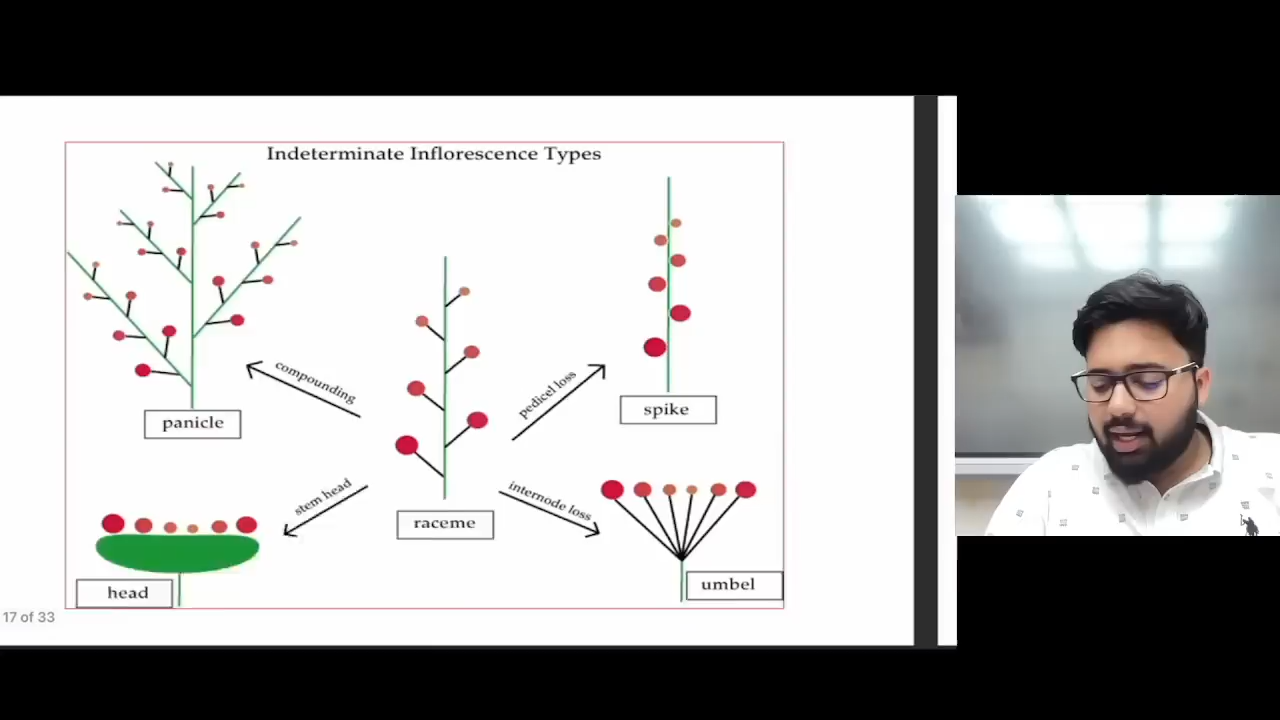 Indeterminate Inflorescence Types
compounding
pedicel loss
panicle
spike
stem head
internode loss
raceme
head
umbel
17 of 33